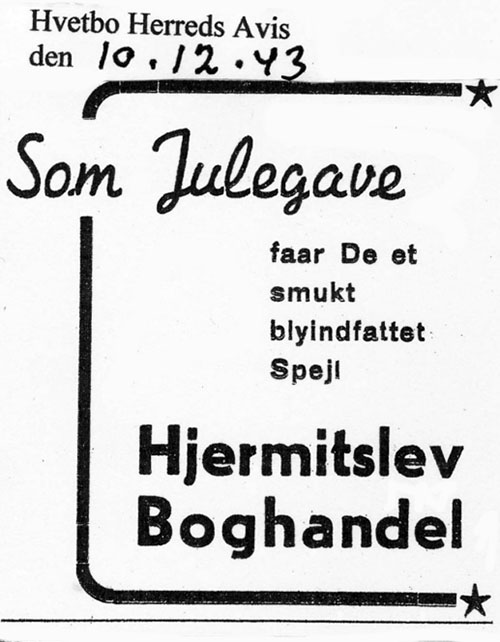 Hvetbo Herreds Avis
den 10.12.43
Som Julegave
faar De et
smukt
blyindfattet
Spejl
Hjermitslev
Boghandel